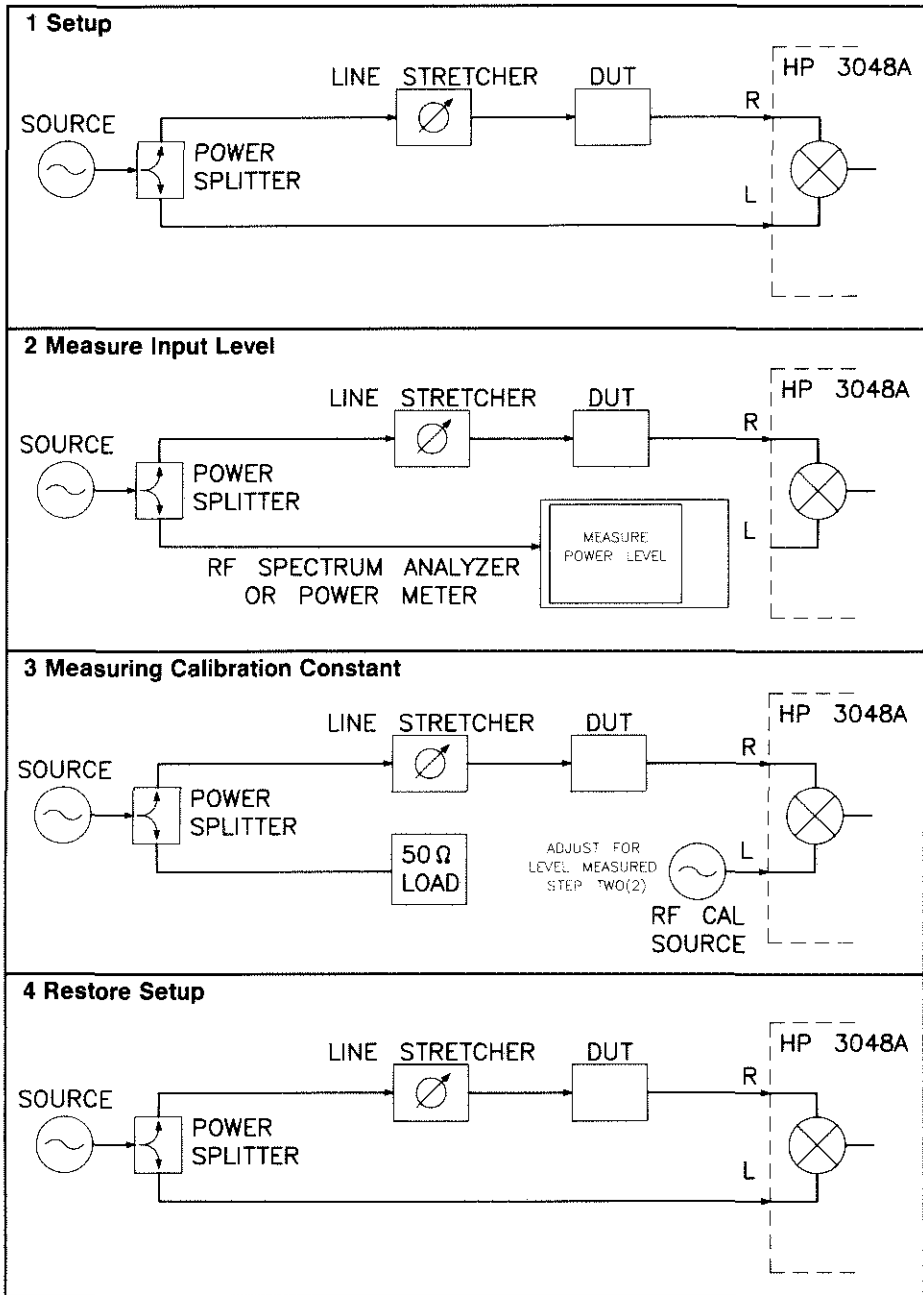 1 Setup
HP 3048A
LINE STRETCHER
DUT
R
SOURCE
POWER
SPLITTER
L
2 Measure Input Level
HP 3048A
LINE STRETCHER
DUT
R
SOURCE
POWER
SPLITTER
L
MEASURE
POWER LEVEL
RF SPECTRUM ANALYZER
OR POWER METER
3 Measuring Calibration Constant
HP 3048A
LINE STRETCHER
DUT
R
SOURCE
POWER
SPLITTER
50Ω
LOAD
ADJUST FOR
LEVEL MEASURED
STEP TWO(2)
L
RF CAL
SOURCE
4 Restore Setup
HP 3048A
LINE STRETCHER
DUT
R
SOURCE
POWER
SPLITTER
L